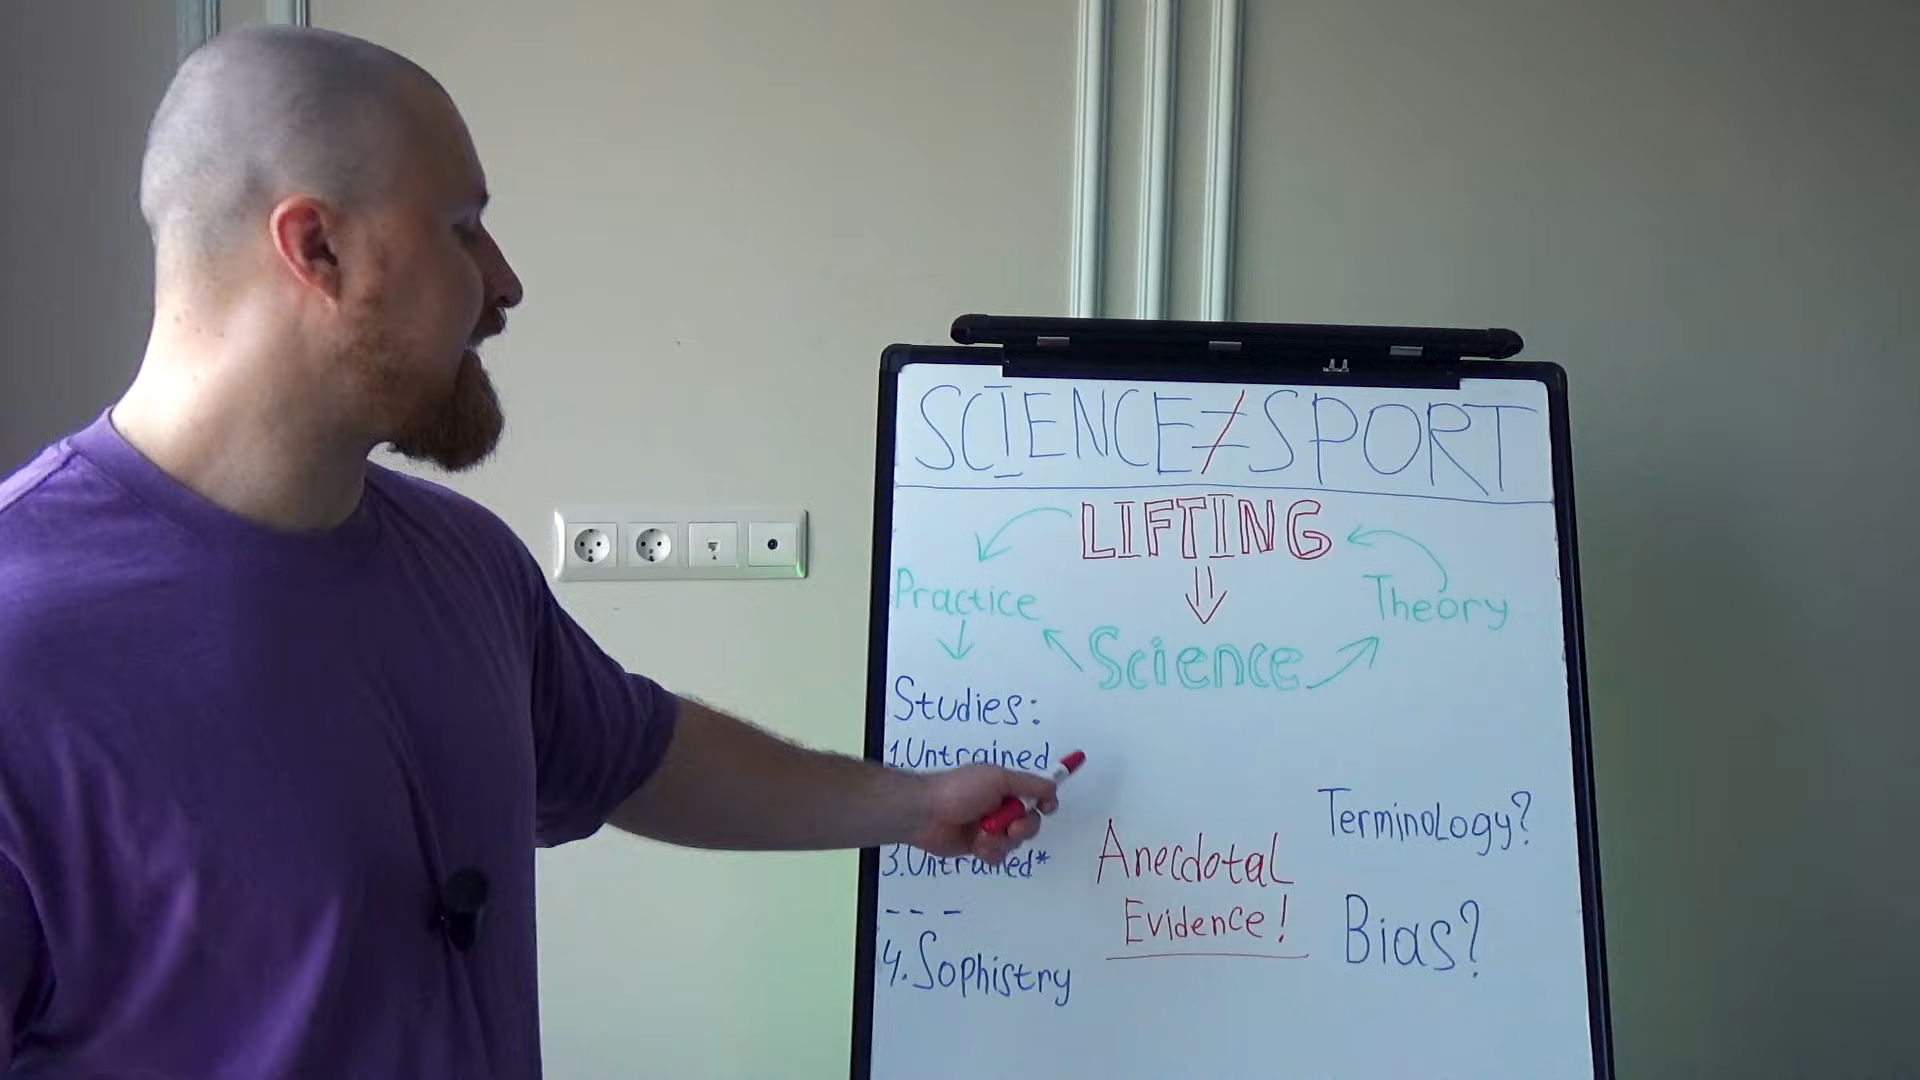 SCIENCE≠SPORT
LIFTING
Practice
Theory
Science
Studies:
1.Untrained
3.Untrained*
---
4.Sophistry
Anecdotal
Evidence!
Terminology?
Bias?